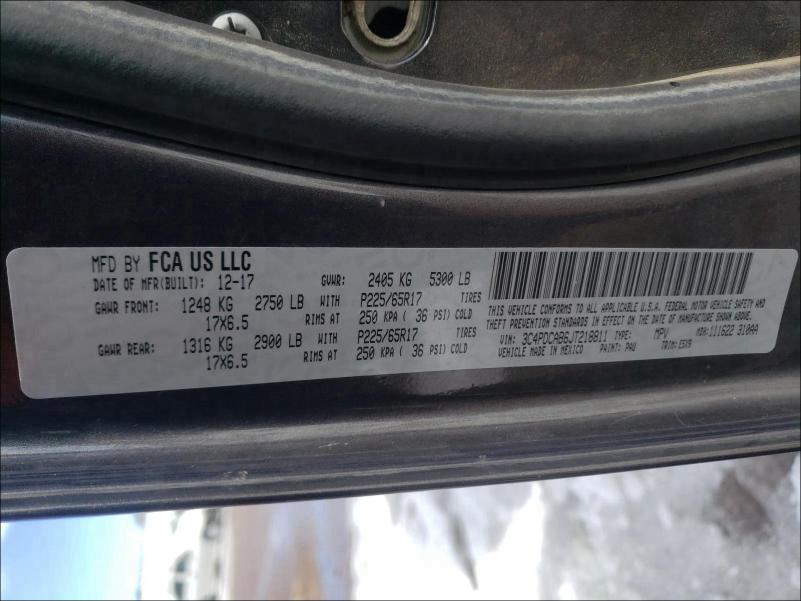 MFD BY FCA US LLC
DATE OF MFR(BUILT): 12-17 GVWR: 2405 KG 5300 LB
GAWR FRONT: 1248 KG 2750 LB WITH P225/65R17 TIRES
17X6.5 RIMS AT 250 KPA ( 36 PSI) COLD
GAWR REAR: 1316 KG 2900 LB WITH P225/65R17 TIRES
17X6.5 RIMS AT 250 KPA ( 36 PSI) COLD
THIS VEHICLE CONFORMS TO ALL APPLICABLE U.S.A. FEDERAL MOTOR VEHICLE SAFETY AND
THEFT PREVENTION STANDARDS IN EFFECT ON THE DATE OF MANUFACTURE SHOWN ABOVE.
VIN: 3C4PDCAB6JT218811 TYPE: MPV MDH: 111622 310AA
VEHICLE MADE IN MEXICO PAINT: PAU TRIM: